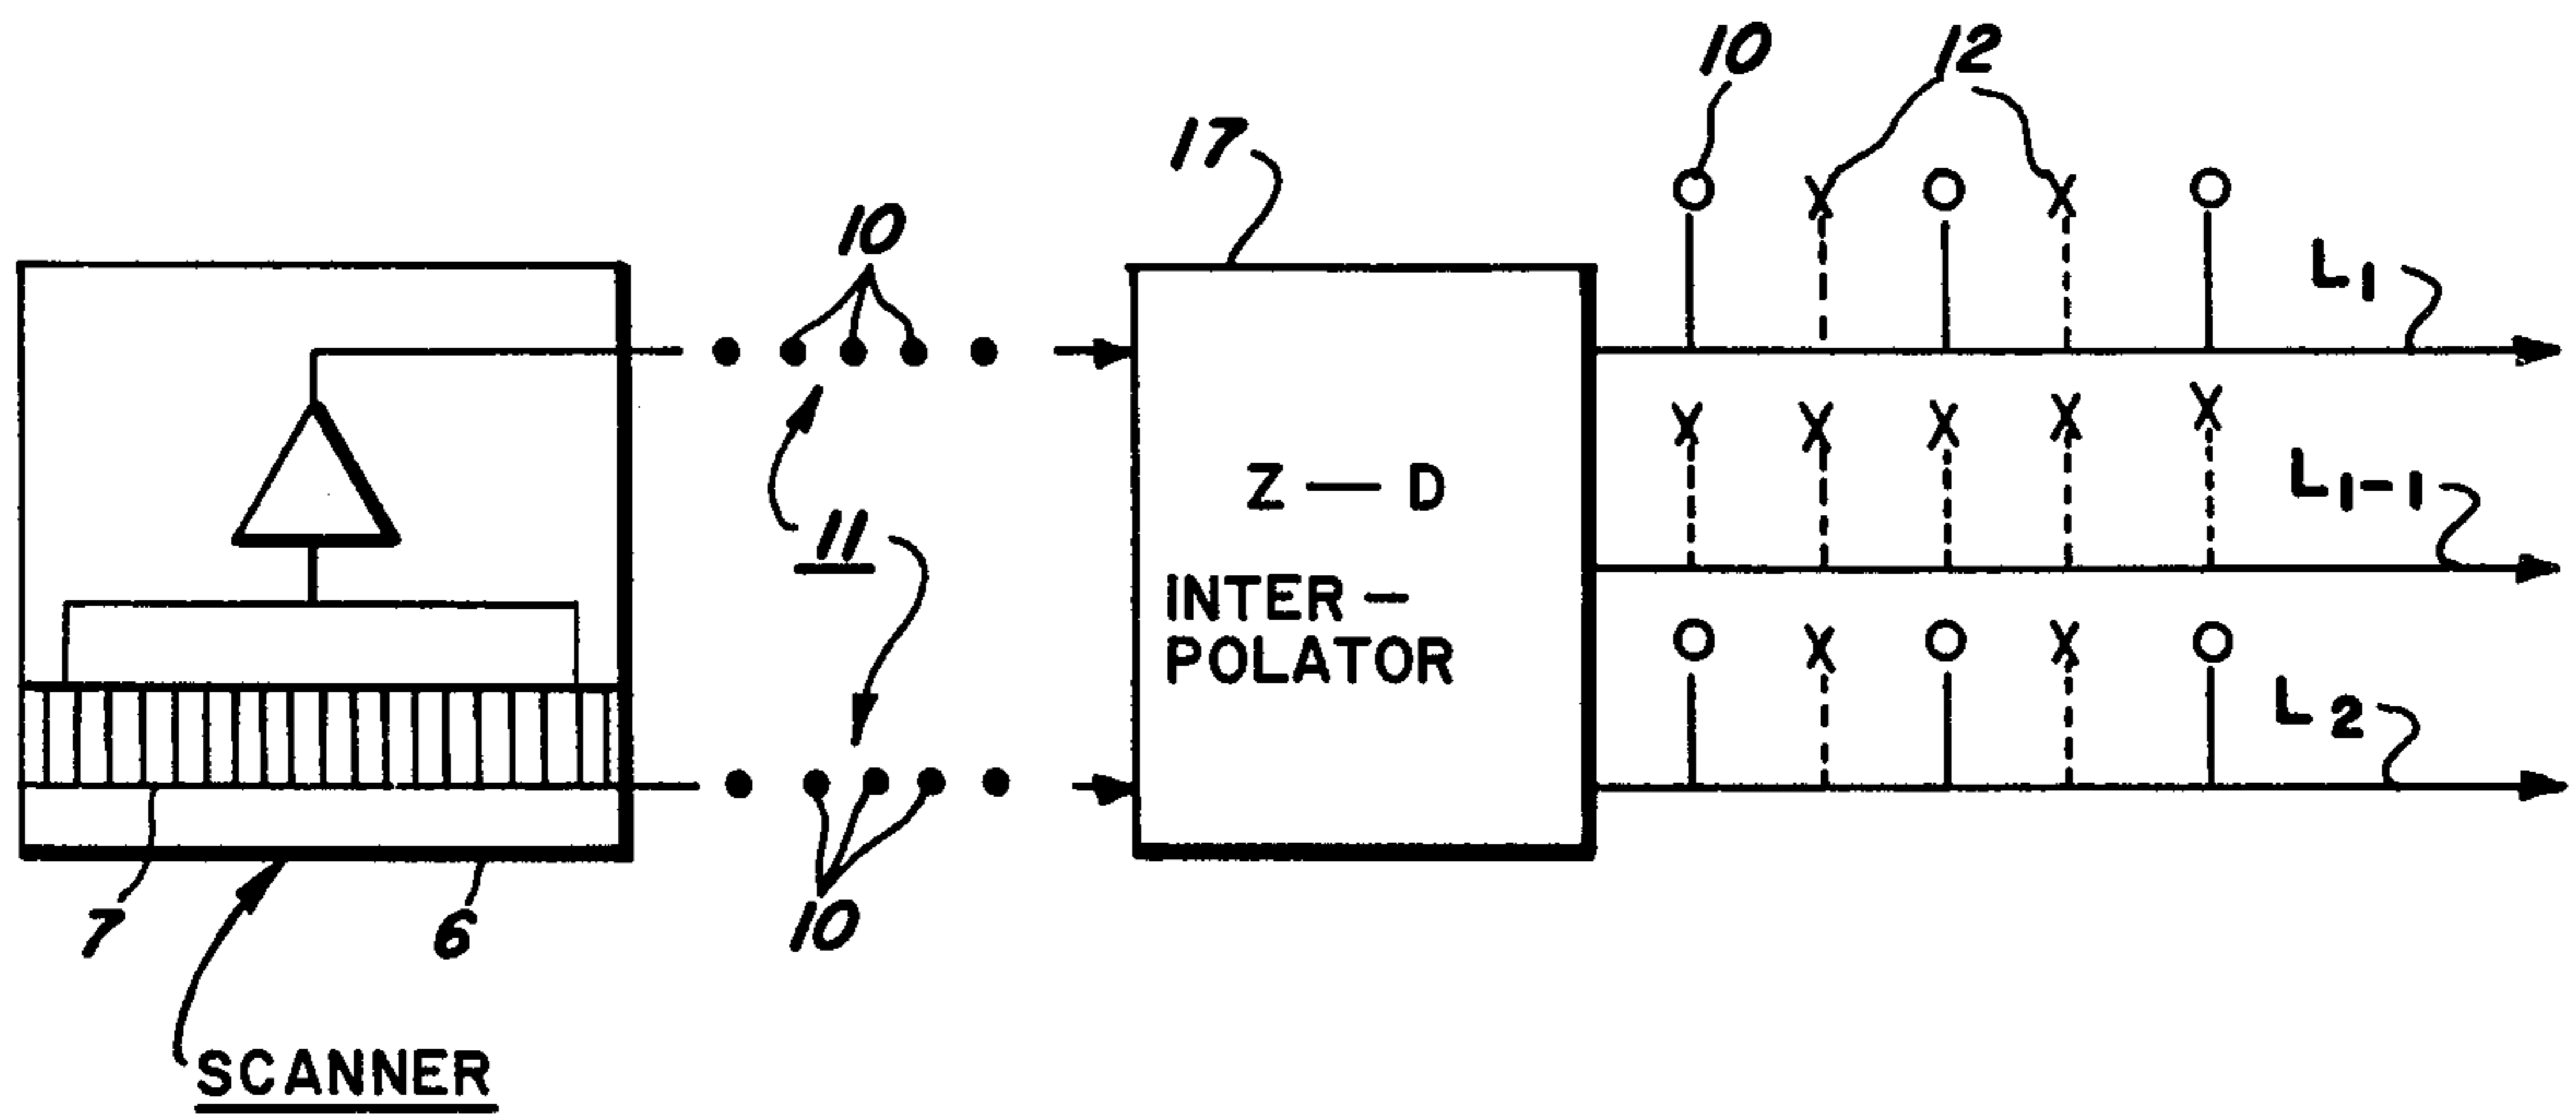 10
12
17
10
L1
11
Z — D
L1-1
INTER —
POLATOR
L2
7
6
10
SCANNER